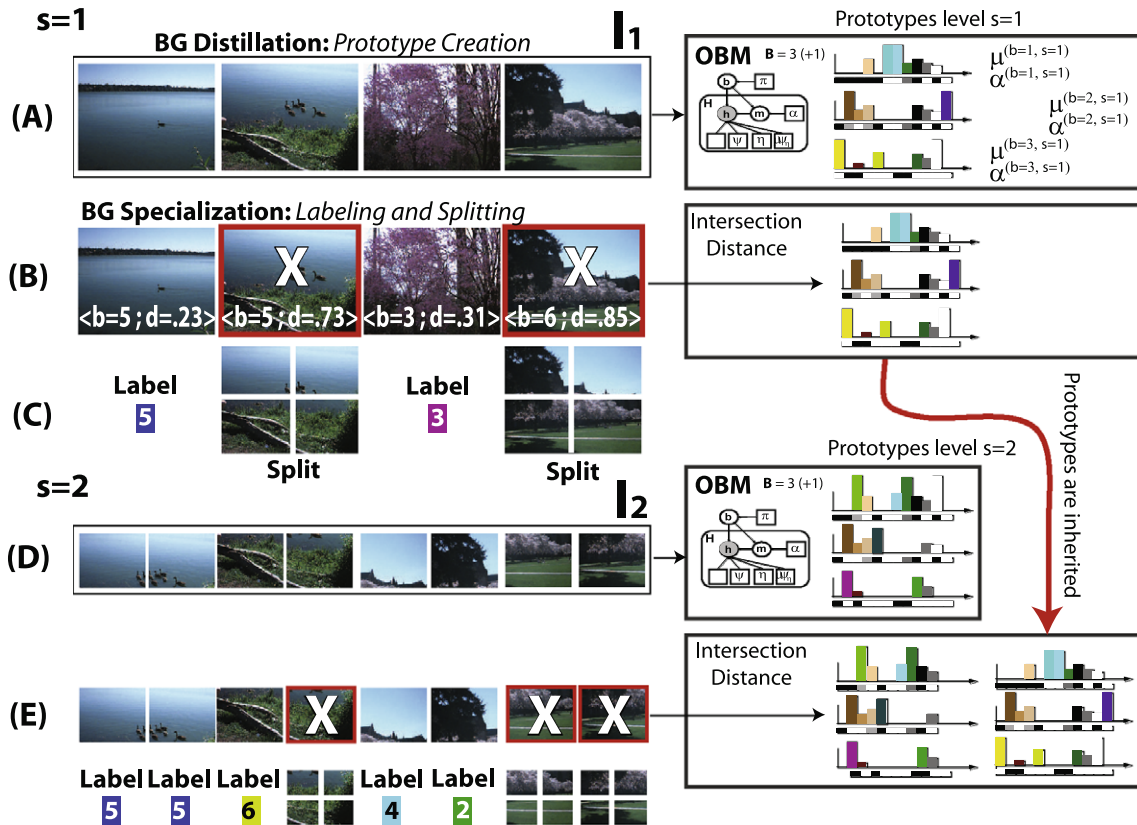 s=1
BG Distillation: Prototype Creation
I1
Prototypes level s=1
(A)
OBM B = 3 (+1)
b π
H h m α
ψ η
μ(b=1, s=1)
α(b=1, s=1)
μ(b=2, s=1)
α(b=2, s=1)
μ(b=3, s=1)
α(b=3, s=1)
BG Specialization: Labeling and Splitting
(B)
X X
<b=5 ; d=.23> <b=5 ; d=.73> <b=3 ; d=.31> <b=6 ; d=.85>
Intersection
Distance
(C)
Label Label
5 3
Split Split
Prototypes are inherited
s=2
I2
Prototypes level s=2
(D)
OBM B = 3 (+1)
b π
H h m α
ψ η
(E)
X X X
Intersection
Distance
Label Label Label Label Label
5 5 6 4 2